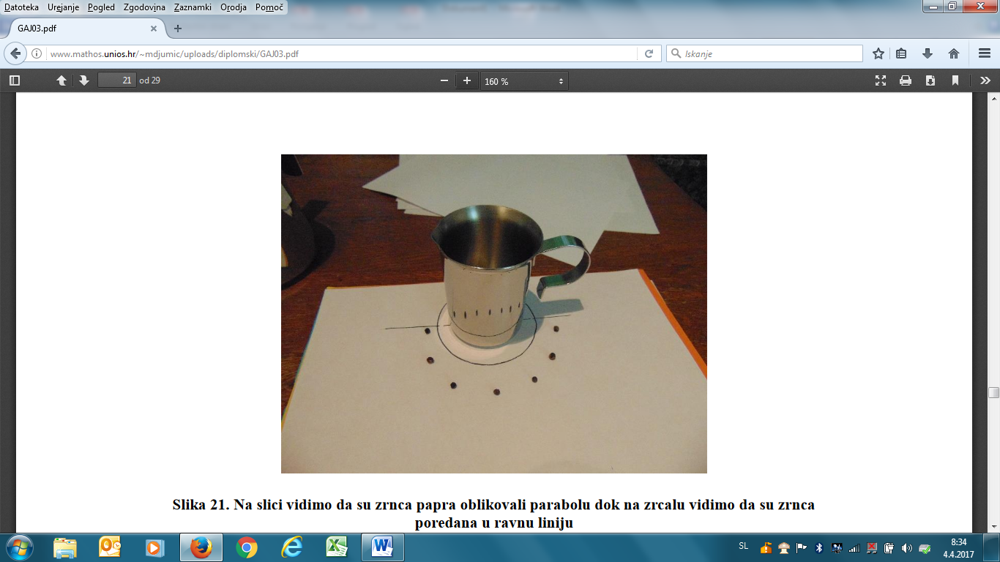 Datoteka Urejanje Pogled Zgodovina Zaznamki Orodja Pomoč
GAJ03.pdf
www.mathos.unios.hr/~mdjumic/uploads/diplomski/GAJ03.pdf
Iskanje
21 od 29
160 %
Slika 21. Na slici vidimo da su zrnca papra oblikovali parabolu dok na zrcalu vidimo da su zrnca
poredana u ravnu liniju
SL
8:34
4.4.2017